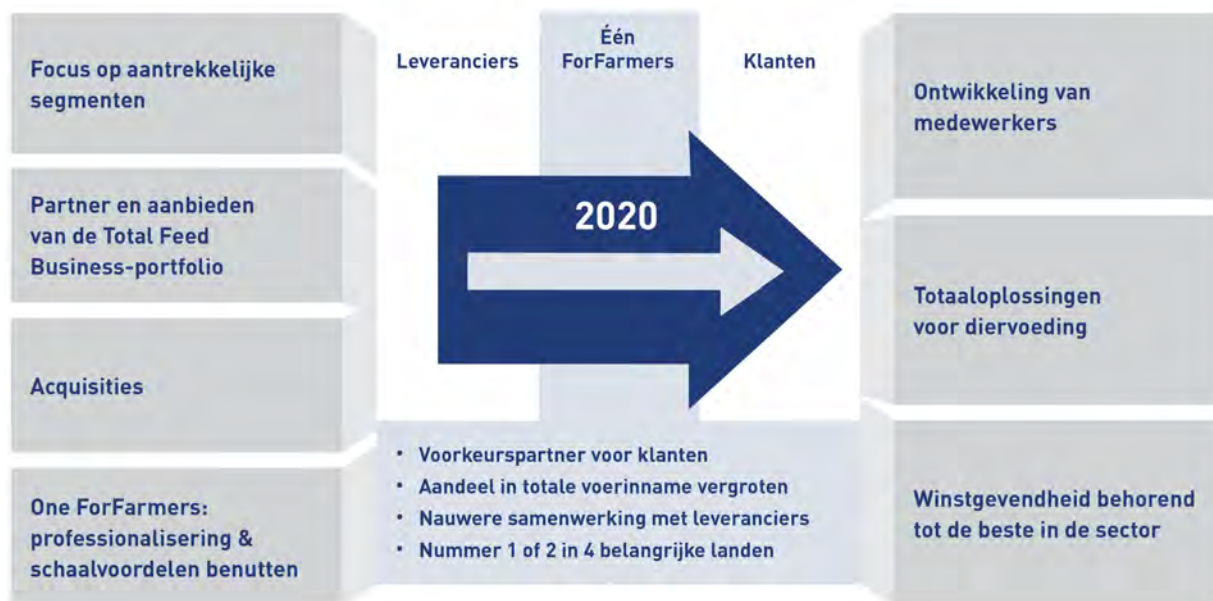 Focus op aantrekkelijke
segmenten
Partner en aanbieden
van de Total Feed
Business-portfolio
Acquisities
One ForFarmers:
professionalisering &
schaalvoordelen benutten
Leveranciers
Één
ForFarmers
Klanten
2020
• Voorkeurspartner voor klanten
• Aandeel in totale voerinname vergroten
• Nauwere samenwerking met leveranciers
• Nummer 1 of 2 in 4 belangrijke landen
Ontwikkeling van
medewerkers
Totaaloplossingen
voor diervoeding
Winstgevendheid behorend
tot de beste in de sector